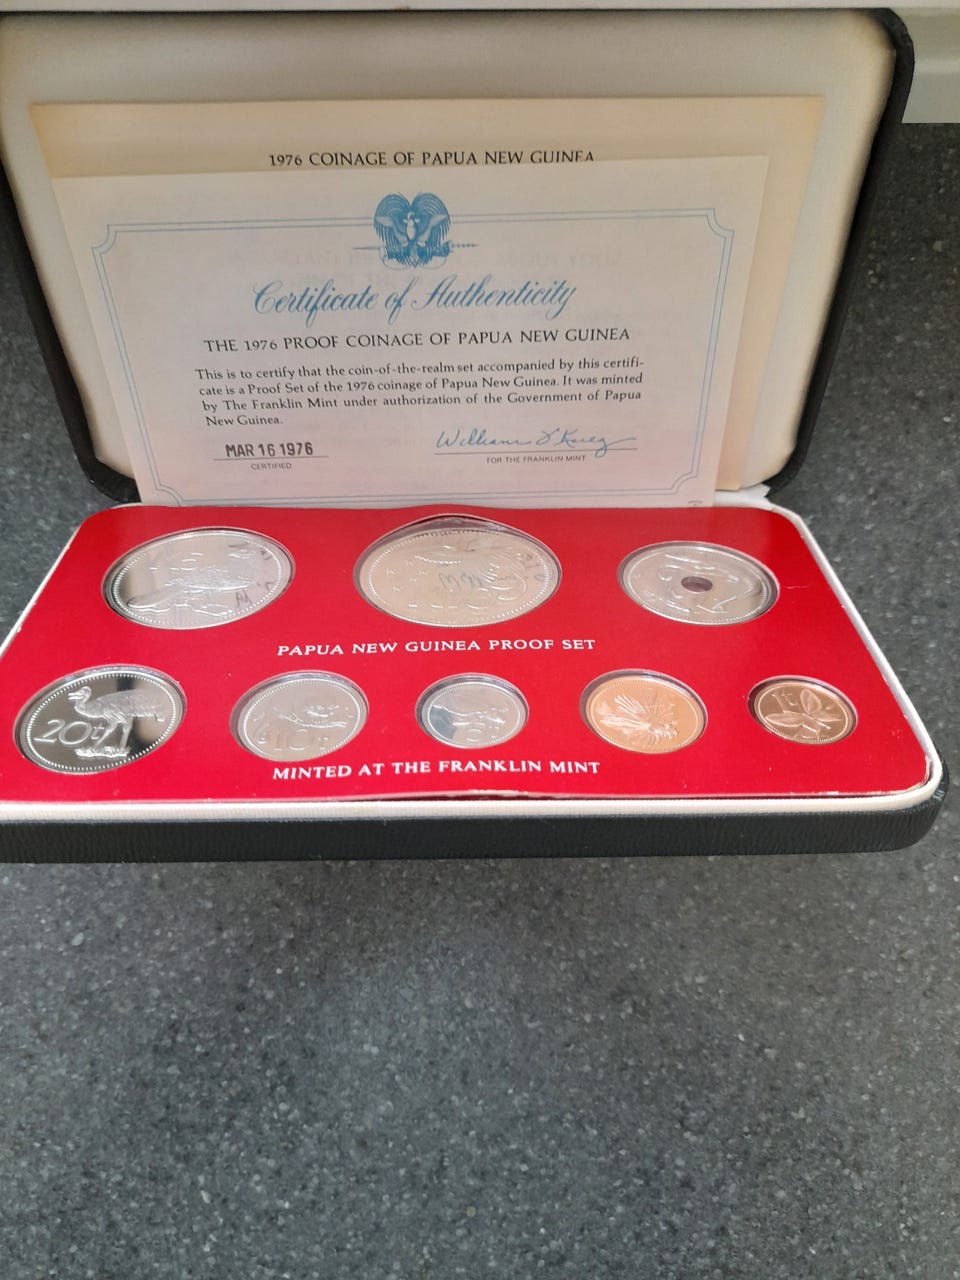 1976 COINAGE OF PAPUA NEW GUINEA
Certificate of Authenticity
THE 1976 PROOF COINAGE OF PAPUA NEW GUINEA
This is to certify that the coin-of-the-realm set accompanied by this certifi-
cate is a Proof Set of the 1976 coinage of Papua New Guinea. It was minted
by The Franklin Mint under authorization of the Government of Papua
New Guinea.
MAR 16 1976
CERTIFIED
FOR THE FRANKLIN MINT
PAPUA NEW GUINEA PROOF SET
20t
10
5
1t
MINTED AT THE FRANKLIN MINT